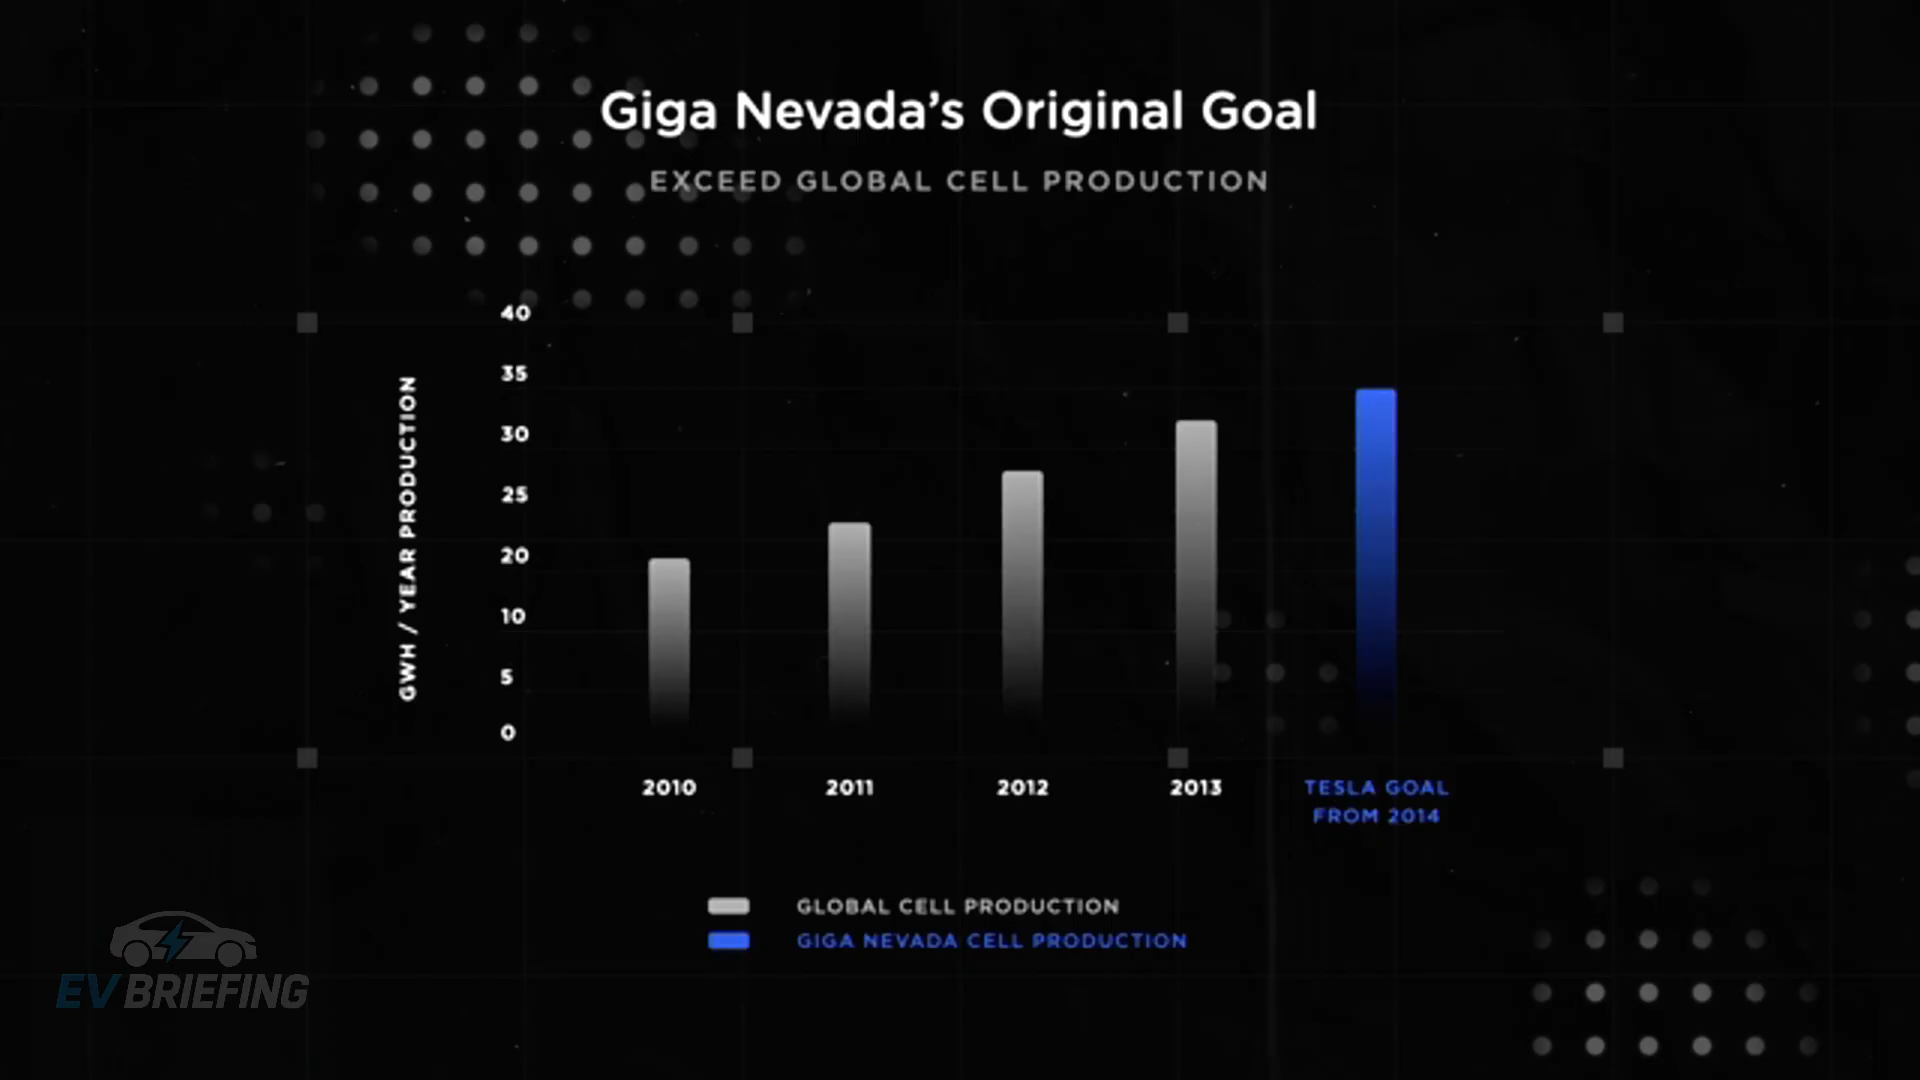 Giga Nevada's Original Goal
EXCEED GLOBAL CELL PRODUCTION
GWH / YEAR PRODUCTION
40
35
30
25
20
10
5
0
2010
2011
2012
2013
TESLA GOAL
FROM 2014
GLOBAL CELL PRODUCTION
GIGA NEVADA CELL PRODUCTION
EV BRIEFING